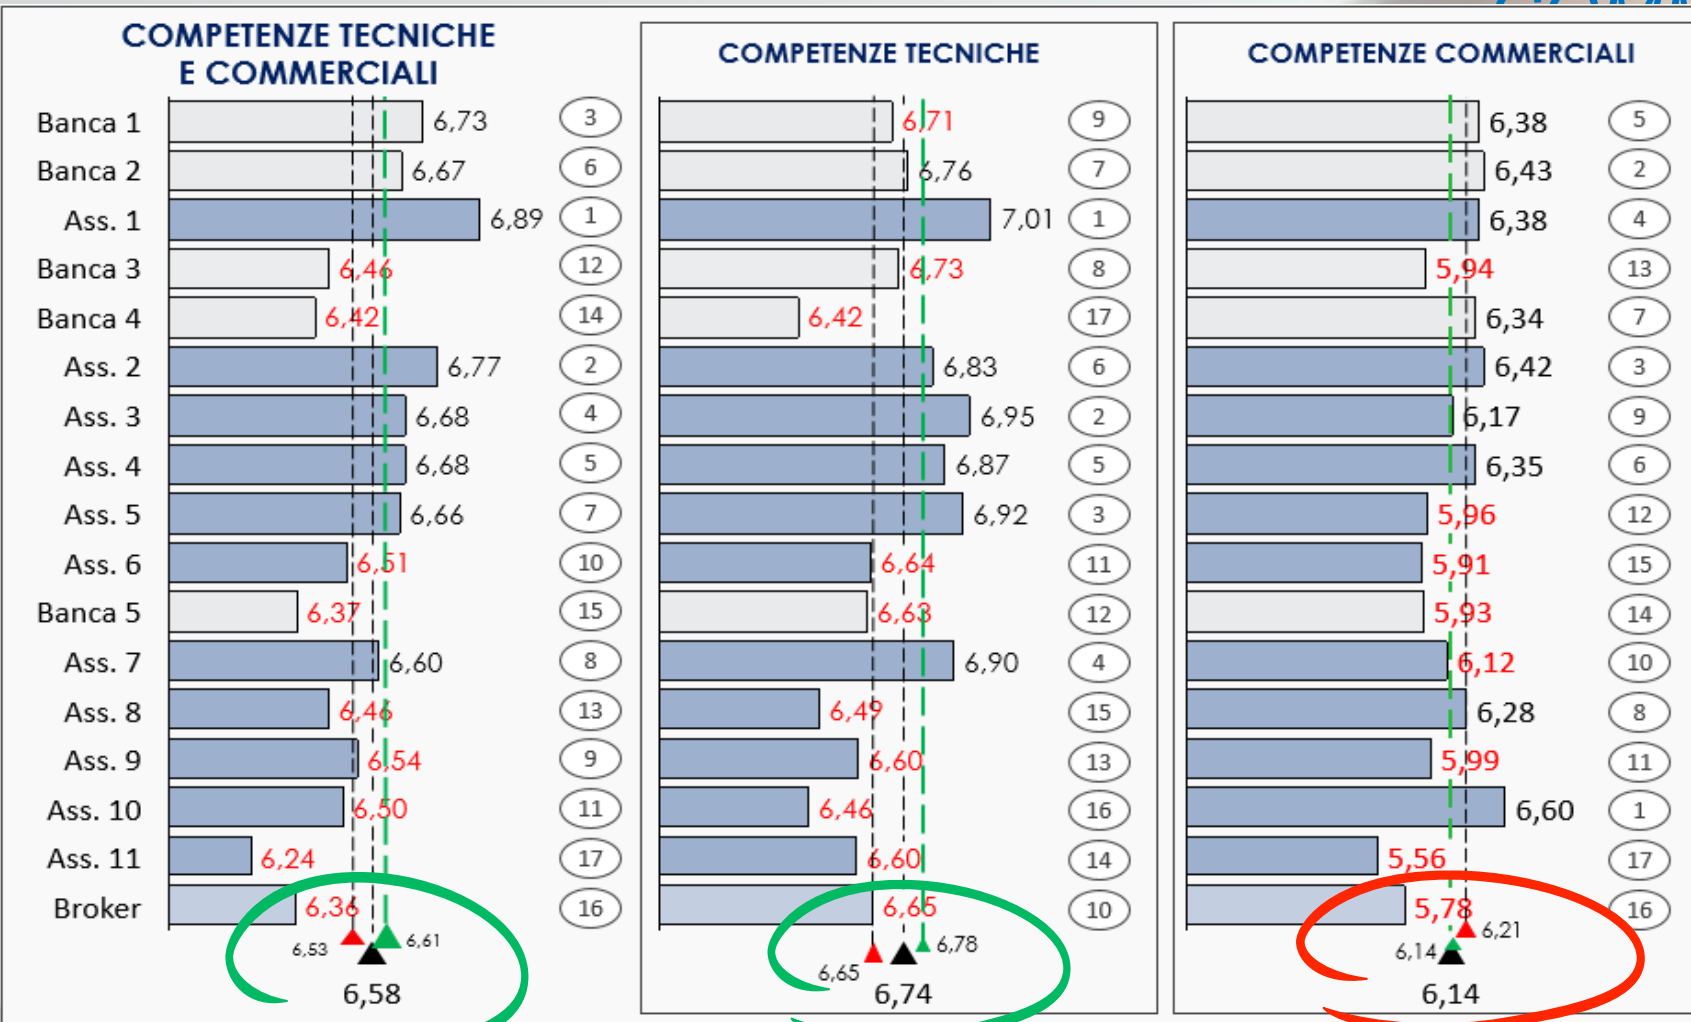 COMPETENZE TECNICHE
E COMMERCIALI
COMPETENZE TECNICHE
COMPETENZE COMMERCIALI
Banca 1 6,73 3 6,71 9 6,38 5
Banca 2 6,67 6 6,76 7 6,43 2
Ass. 1 6,89 1 7,01 1 6,38 4
Banca 3 6,46 12 6,73 8 5,94 13
Banca 4 6,42 14 6,42 17 6,34 7
Ass. 2 6,77 2 6,83 6 6,42 3
Ass. 3 6,68 4 6,95 2 6,17 9
Ass. 4 6,68 5 6,87 5 6,35 6
Ass. 5 6,66 7 6,92 3 5,96 12
Ass. 6 6,51 10 6,64 11 5,91 15
Banca 5 6,37 15 6,63 12 5,93 14
Ass. 7 6,60 8 6,90 4 6,12 10
Ass. 8 6,46 13 6,49 15 6,28 8
Ass. 9 6,54 9 6,60 13 5,99 11
Ass. 10 6,50 11 6,46 16 6,60 1
Ass. 11 6,24 17 6,60 14 5,56 17
Broker 6,36 16 6,65 10 5,78 16
6,53 6,61 6,65 6,78 6,14 6,21
6,58 6,74 6,14